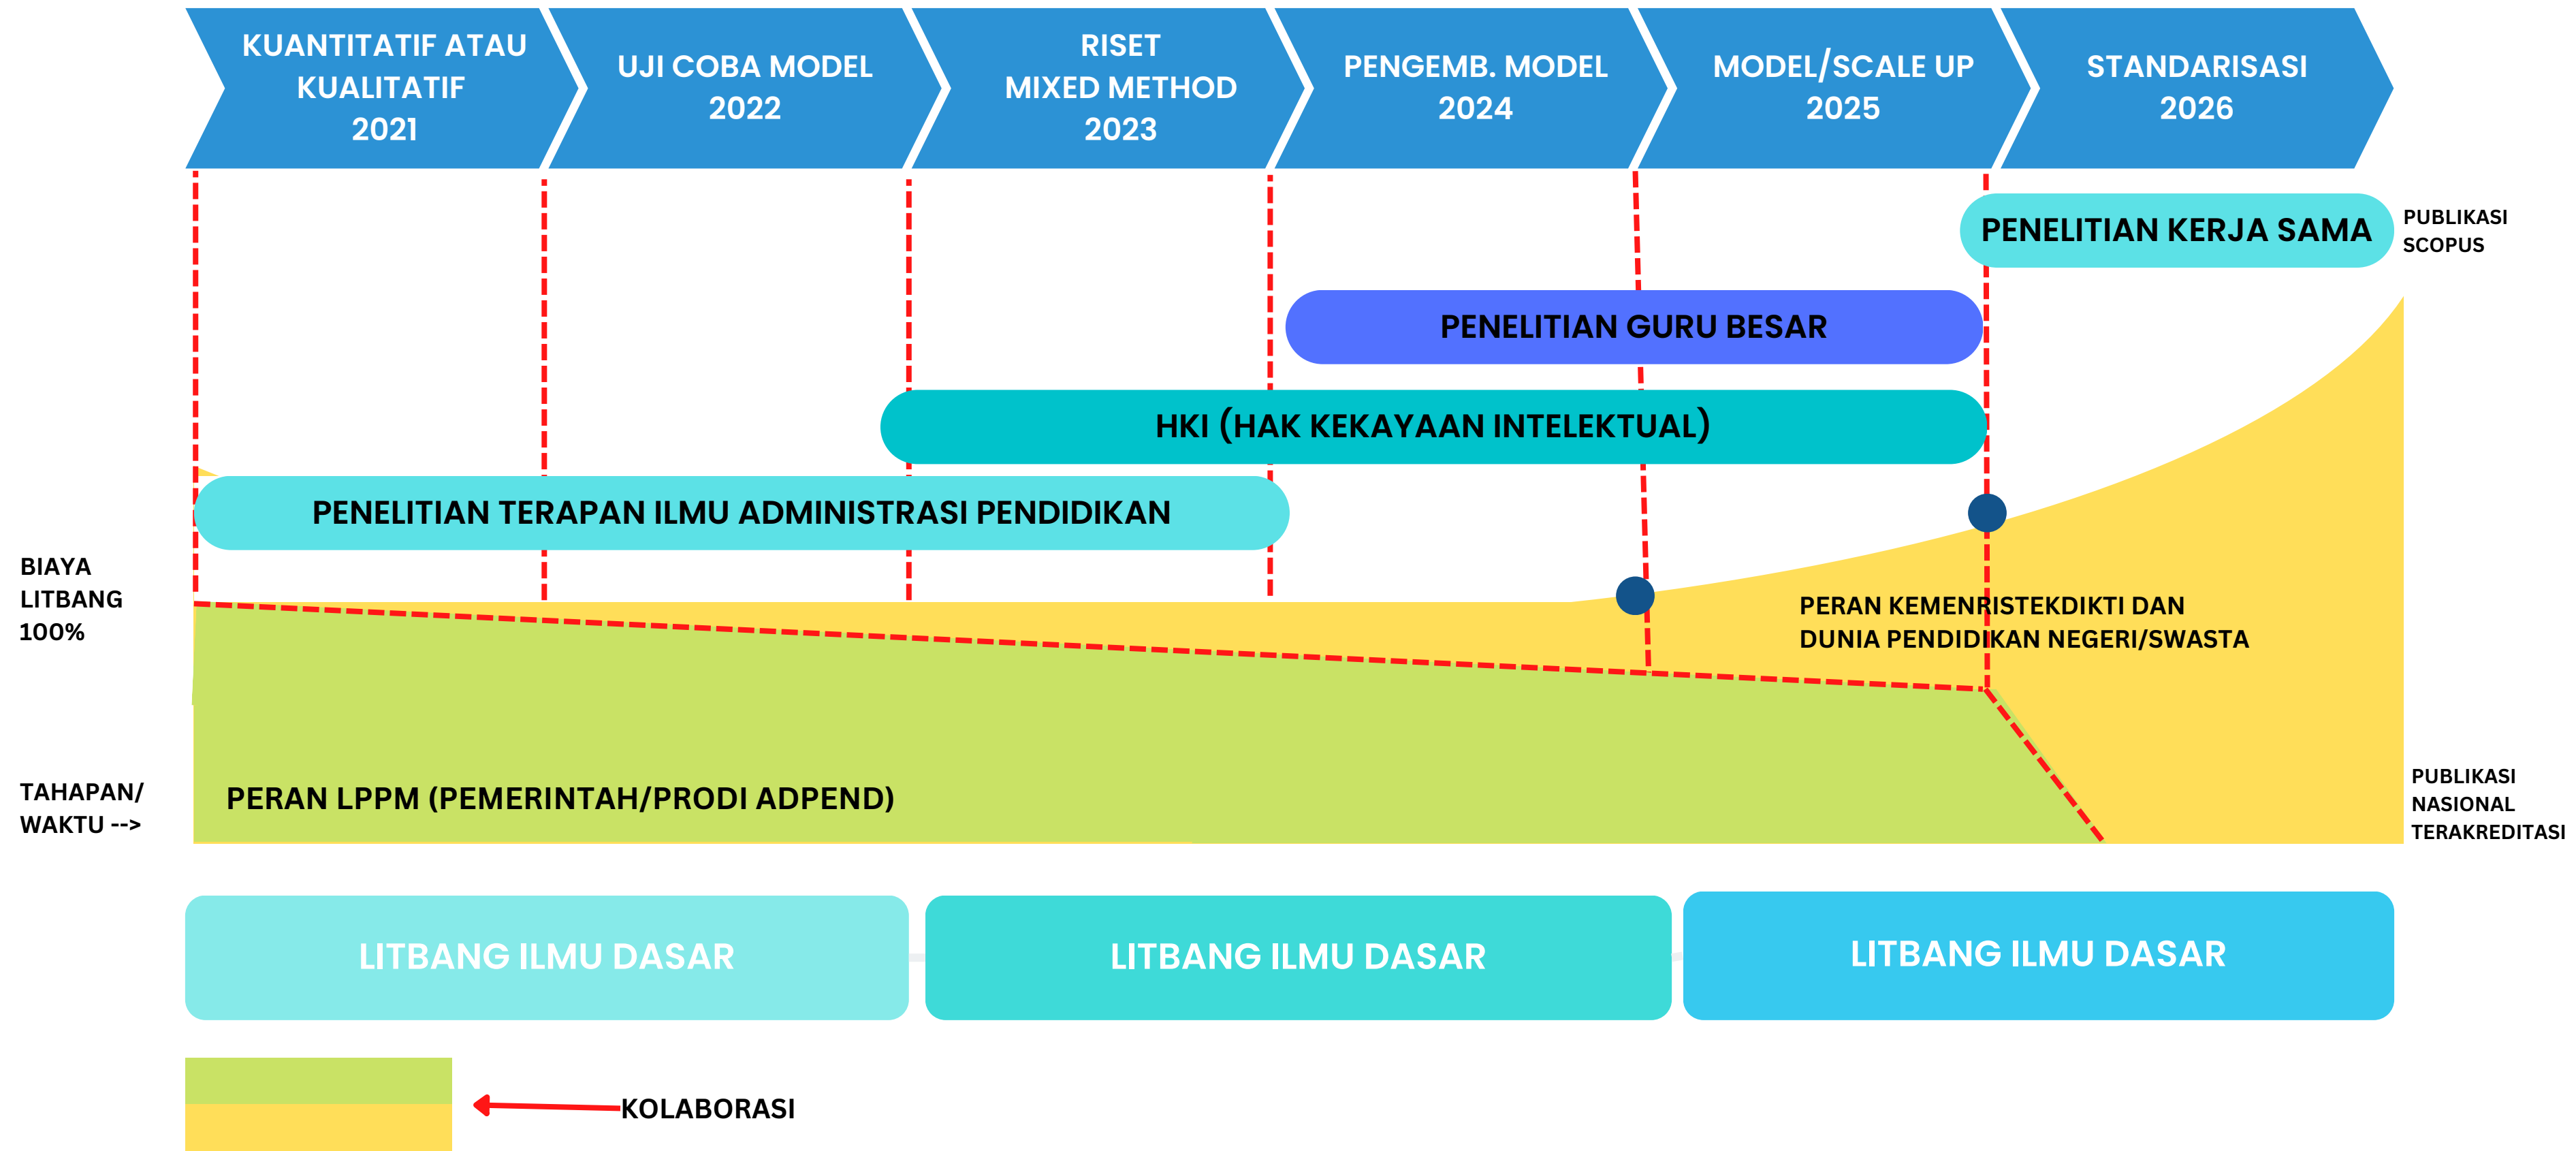 KUANTITATIF ATAU
KUALITATIF
2021
UJI COBA MODEL
2022
RISET
MIXED METHOD
2023
PENGEMB. MODEL
2024
MODEL/SCALE UP
2025
STANDARISASI
2026
PENELITIAN KERJA SAMA
PUBLIKASI
SCOPUS
PENELITIAN GURU BESAR
HKI (HAK KEKAYAAN INTELEKTUAL)
PENELITIAN TERAPAN ILMU ADMINISTRASI PENDIDIKAN
BIAYA
LITBANG
100%
PERAN KEMENRISTEKDIKTI DAN
DUNIA PENDIDIKAN NEGERI/SWASTA
TAHAPAN/
WAKTU -->
PERAN LPPM (PEMERINTAH/PRODI ADPEND)
PUBLIKASI
NASIONAL
TERAKREDITASI
LITBANG ILMU DASAR
LITBANG ILMU DASAR
LITBANG ILMU DASAR
KOLABORASI